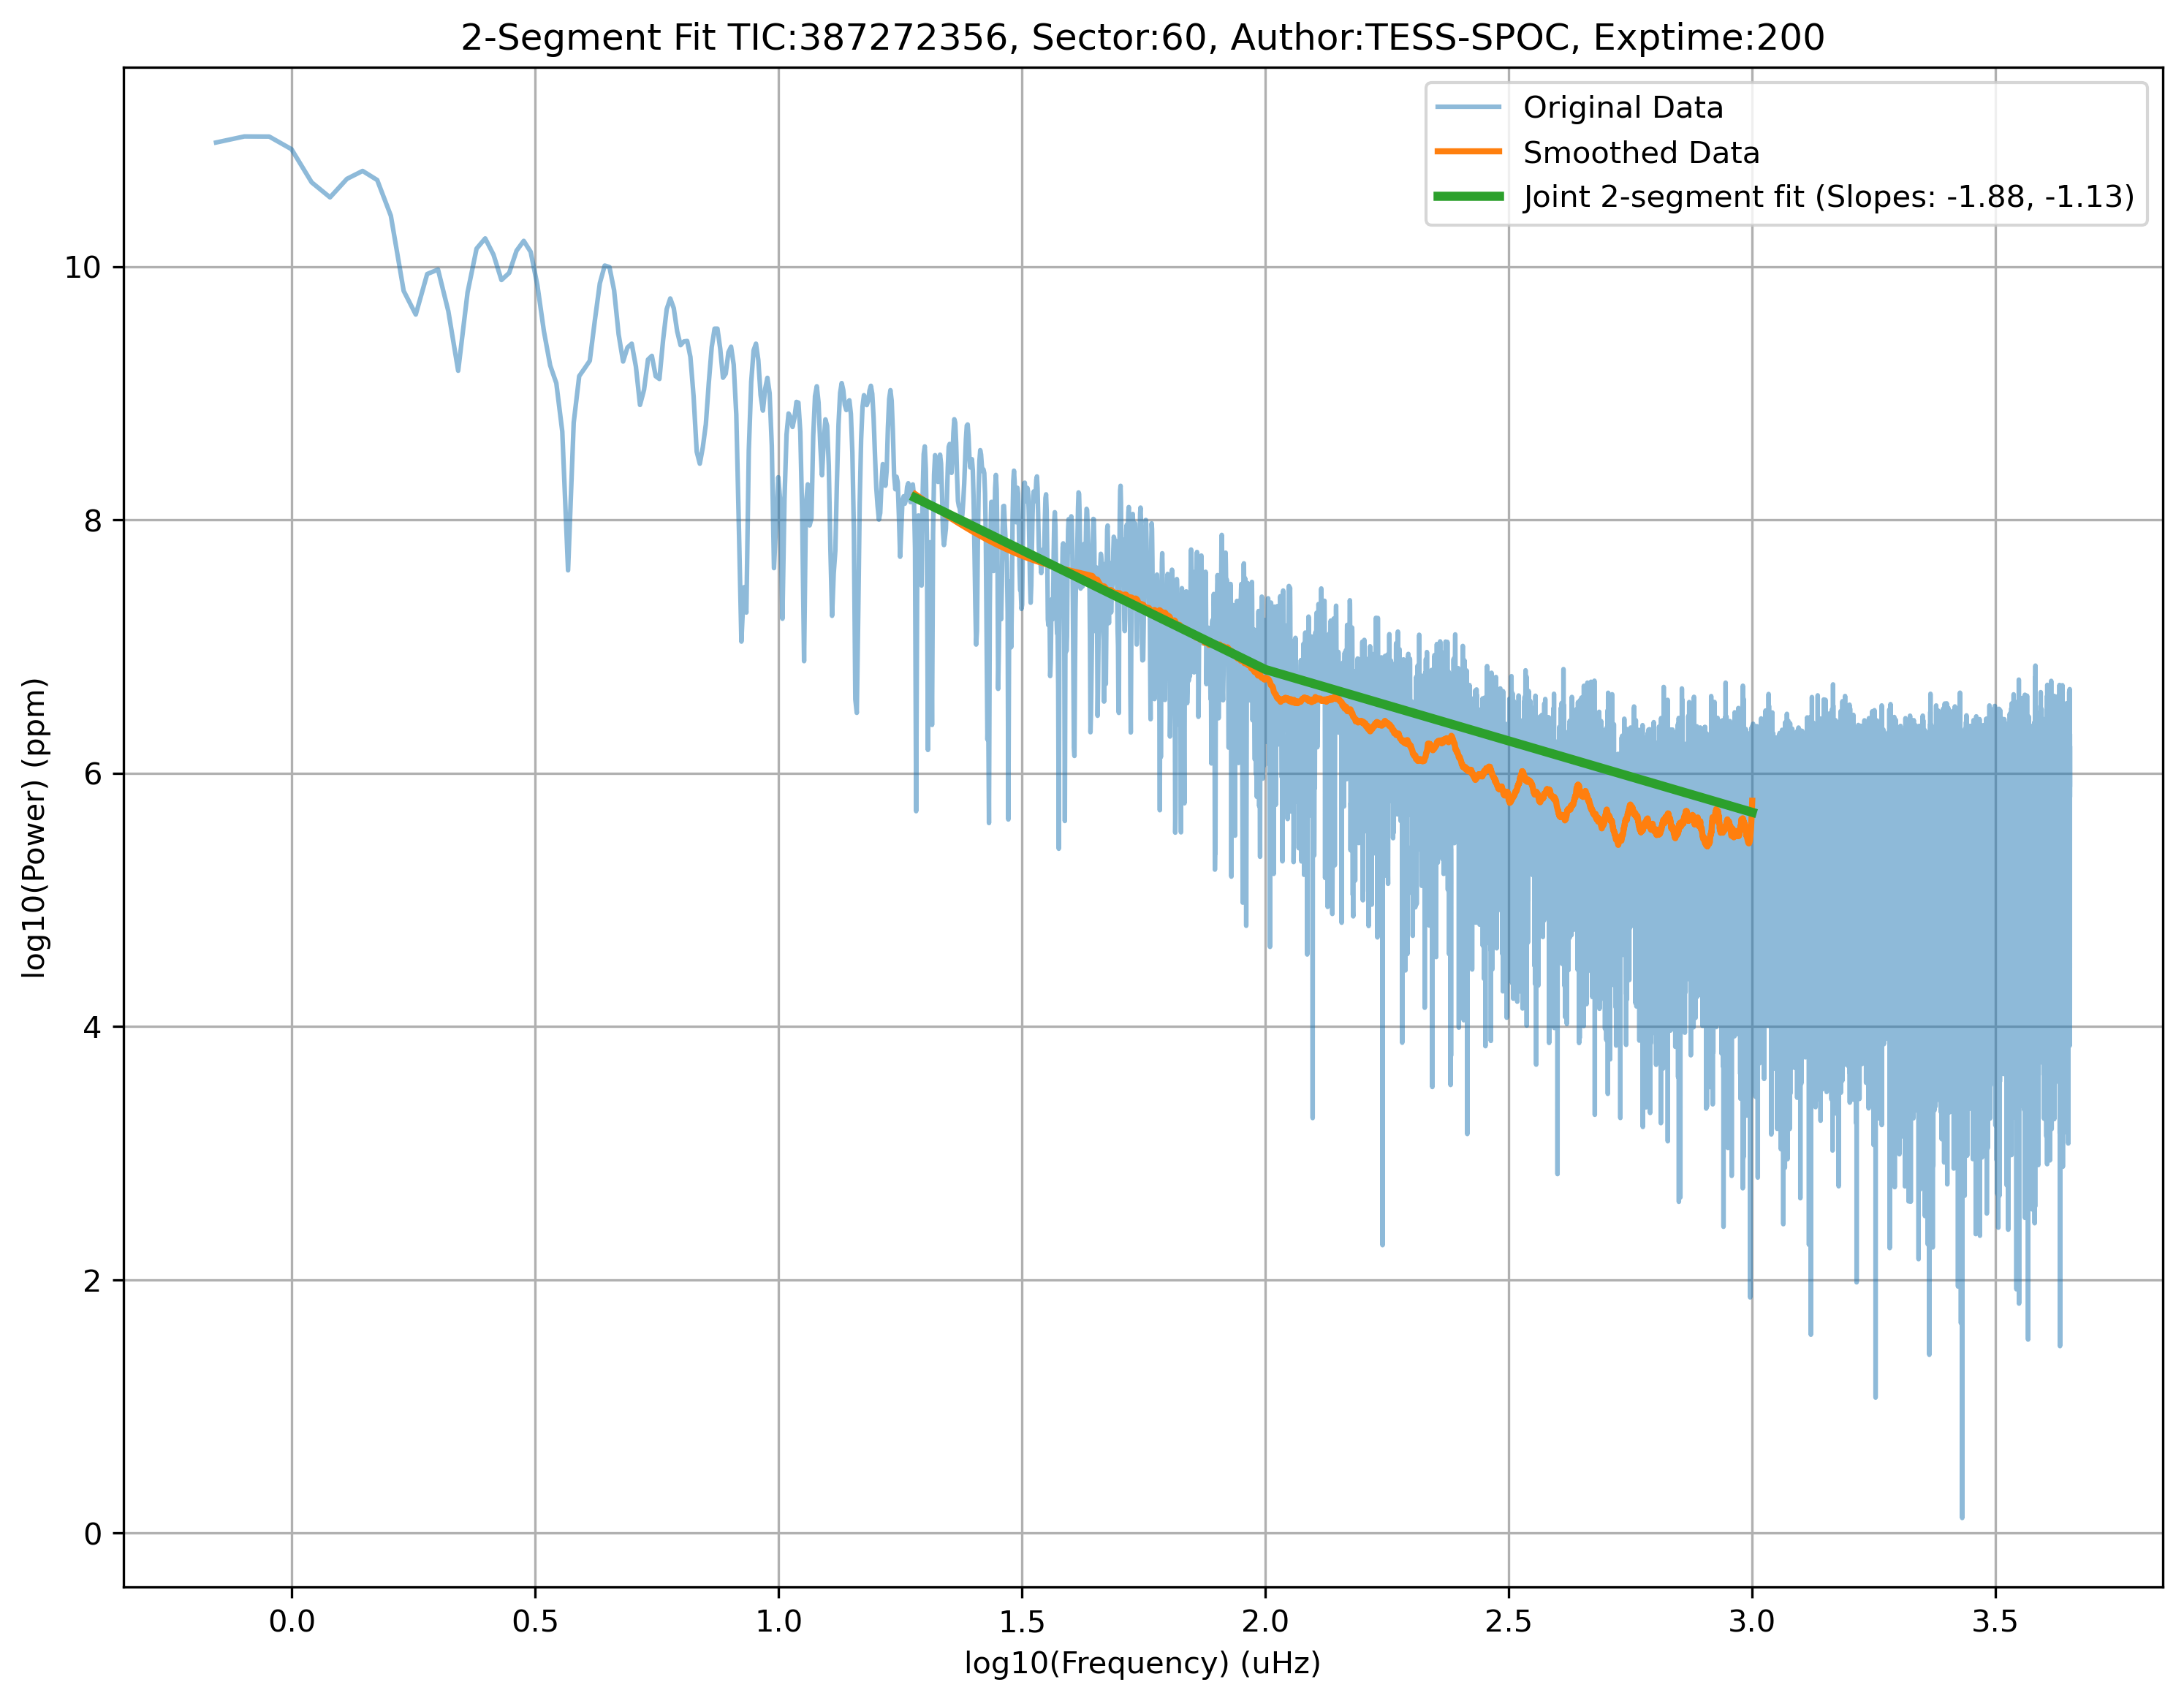 2-Segment Fit TIC:387272356, Sector:60, Author:TESS-SPOC, Exptime:200
Original Data
Smoothed Data
Joint 2-segment fit (Slopes: -1.88, -1.13)
log10(Power) (ppm)
10
8
6
4
2
0
0.0 0.5 1.0 1.5 2.0 2.5 3.0 3.5
log10(Frequency) (uHz)